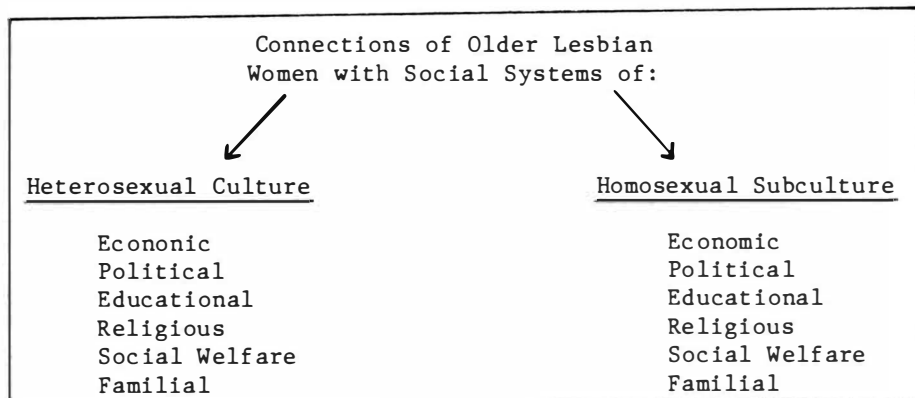 Connections of Older Lesbian
Women with Social Systems of:
Heterosexual Culture
Econonic
Political
Educational
Religious
Social Welfare
Familial
Homosexual Subculture
Economic
Political
Educational
Religious
Social Welfare
Familial